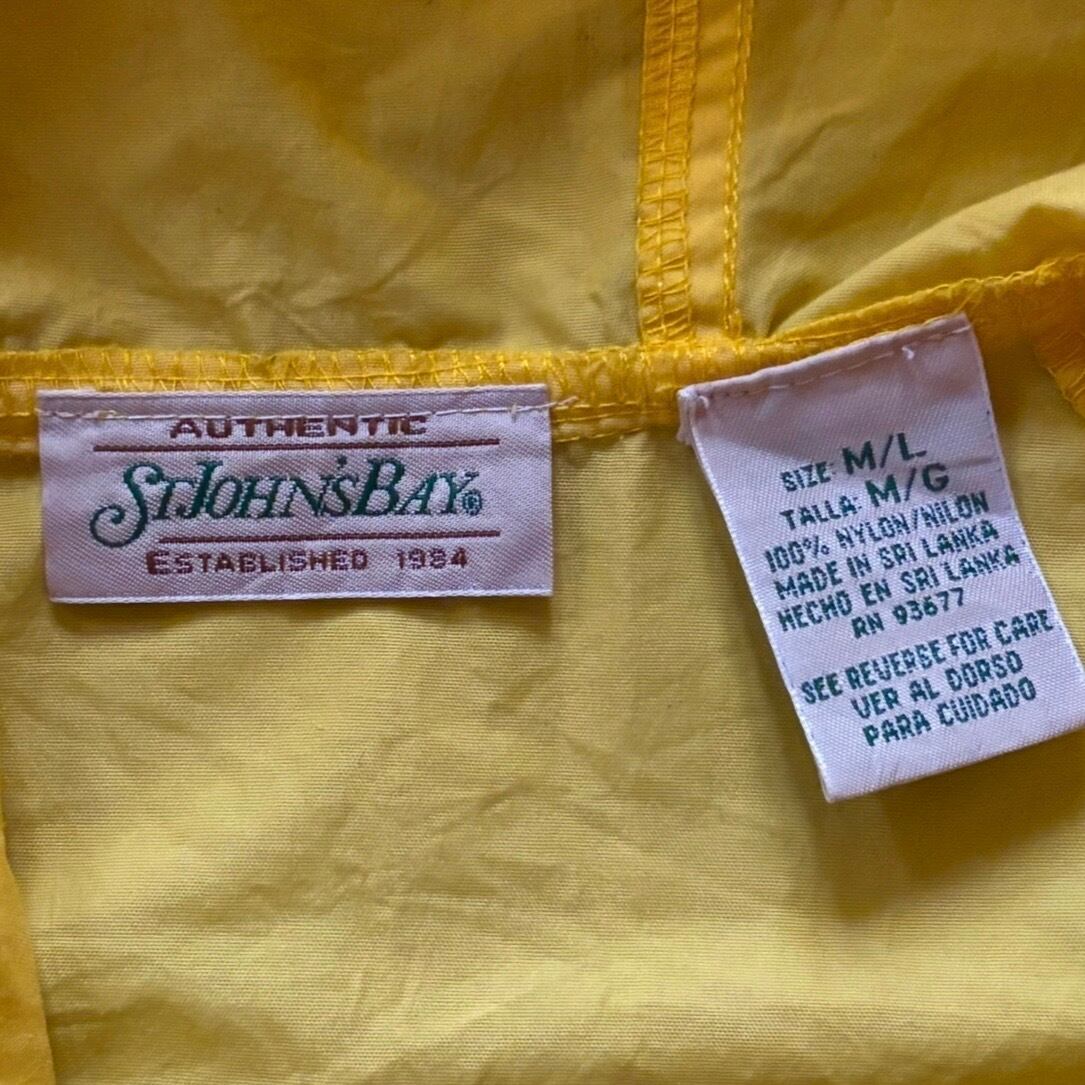 AUTHENTIC
ST JOHN'S BAY®
ESTABLISHED 1984
SIZE: M/L
TALLA: M/G
100% NYLON/NILON
MADE IN SRI LANKA
HECHO EN SRI LANKA
RN 93677
SEE REVERSE FOR CARE
VER AL DORSO
PARA CUIDADO